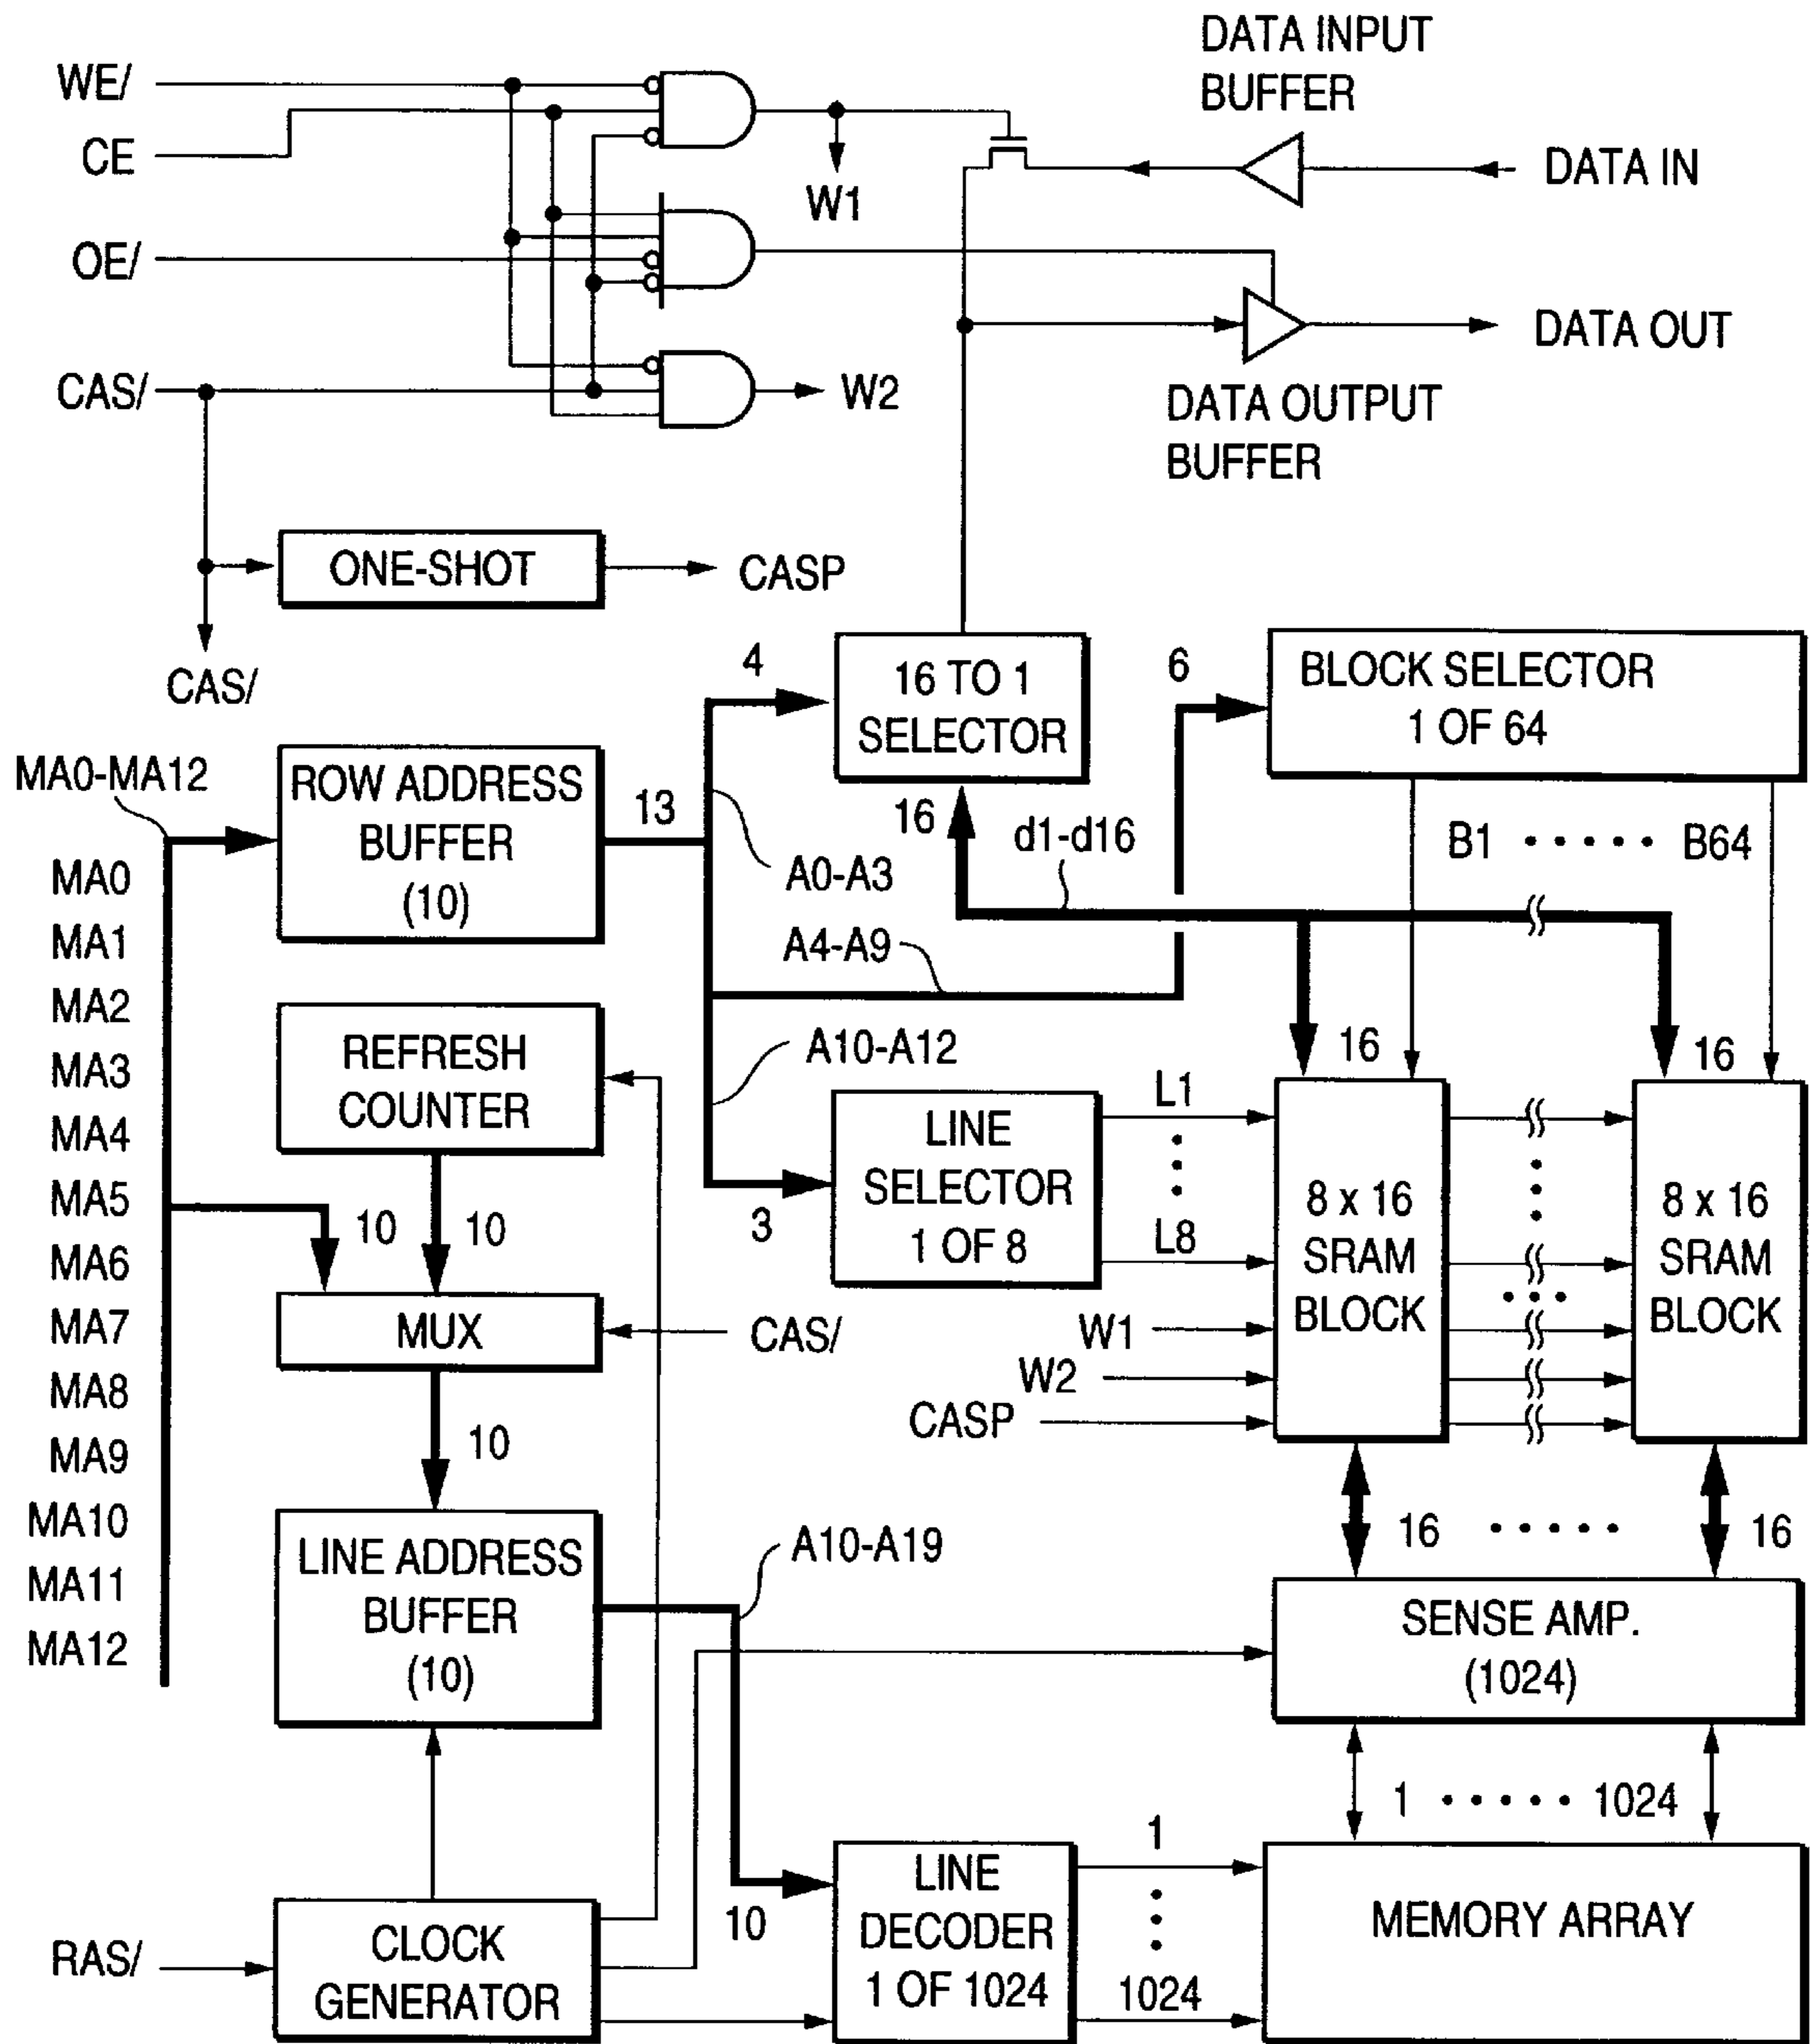 DATA INPUT
BUFFER
WE/
CE
W1
DATA IN
OE/
DATA OUT
CAS/
W2
DATA OUTPUT
BUFFER
ONE-SHOT
CASP
CAS/
4
16 TO 1
SELECTOR
6
BLOCK SELECTOR
1 OF 64
MA0-MA12
ROW ADDRESS
BUFFER
(10)
13
16
d1-d16
B1 • • • • • B64
A0-A3
A4-A9
MA0
MA1
MA2
MA3
MA4
MA5
MA6
MA7
MA8
MA9
MA10
MA11
MA12
REFRESH
COUNTER
A10-A12
16
16
LINE
SELECTOR
1 OF 8
L1
L8
3
8 x 16
SRAM
BLOCK
8 x 16
SRAM
BLOCK
10
10
MUX
CAS/
W1
W2
CASP
10
LINE ADDRESS
BUFFER
(10)
A10-A19
16 • • • • • 16
SENSE AMP.
(1024)
1 • • • • • 1024
RAS/
CLOCK
GENERATOR
10
LINE
DECODER
1 OF 1024
1
1024
MEMORY ARRAY